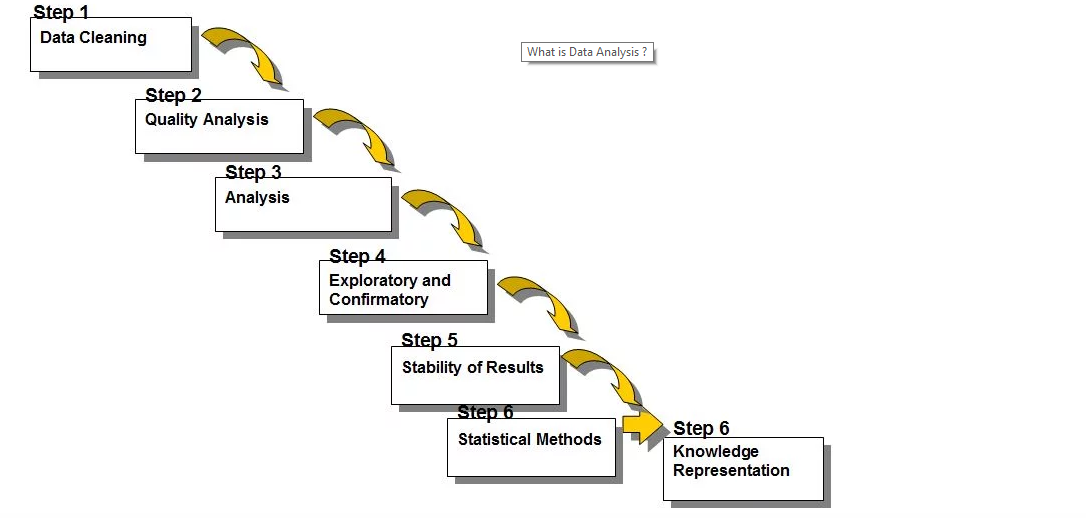 Step 1
Data Cleaning
What is Data Analysis ?
Step 2
Quality Analysis
Step 3
Analysis
Step 4
Exploratory and
Confirmatory
Step 5
Stability of Results
Step 6
Statistical Methods
Step 6
Knowledge
Representation